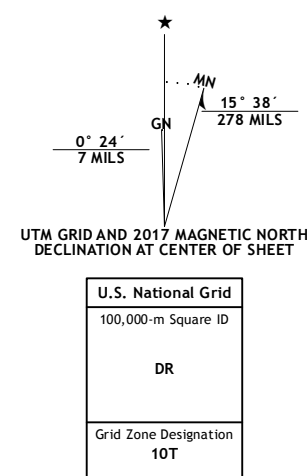 MN
GN
15° 38´
278 MILS
0° 24´
7 MILS
UTM GRID AND 2017 MAGNETIC NORTH
DECLINATION AT CENTER OF SHEET
U.S. National Grid
100,000-m Square ID
DR
Grid Zone Designation
10T